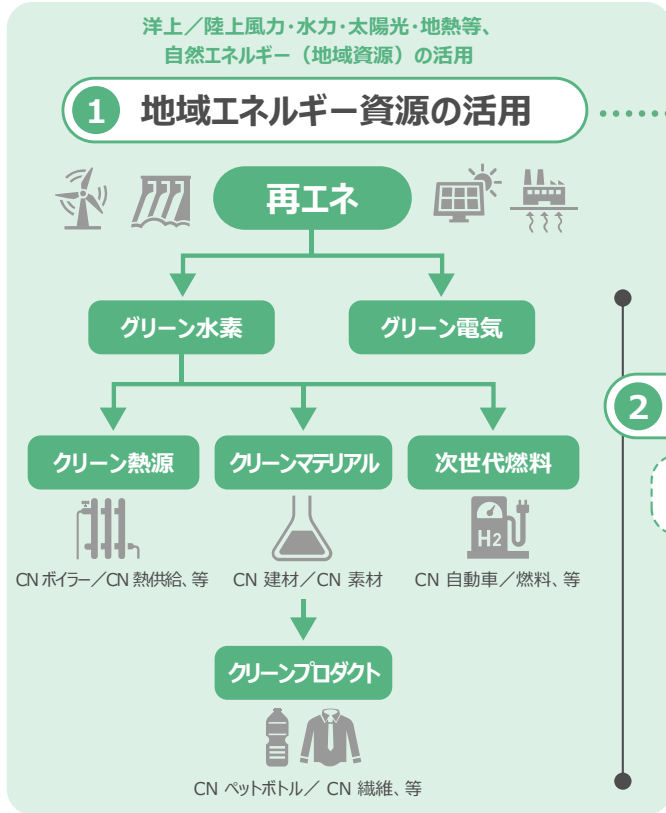 洋上／陸上風力・水力・太陽光・地熱等、
自然エネルギー（地域資源）の活用
1 地域エネルギー資源の活用
再エネ
グリーン水素
グリーン電気
2
クリーン熱源
クリーンマテリアル
次世代燃料
H2
CN ボイラー／CN 熱供給、等
CN 建材／CN 素材
CN 自動車／燃料、等
クリーンプロダクト
CN ペットボトル／ CN 繊維、等